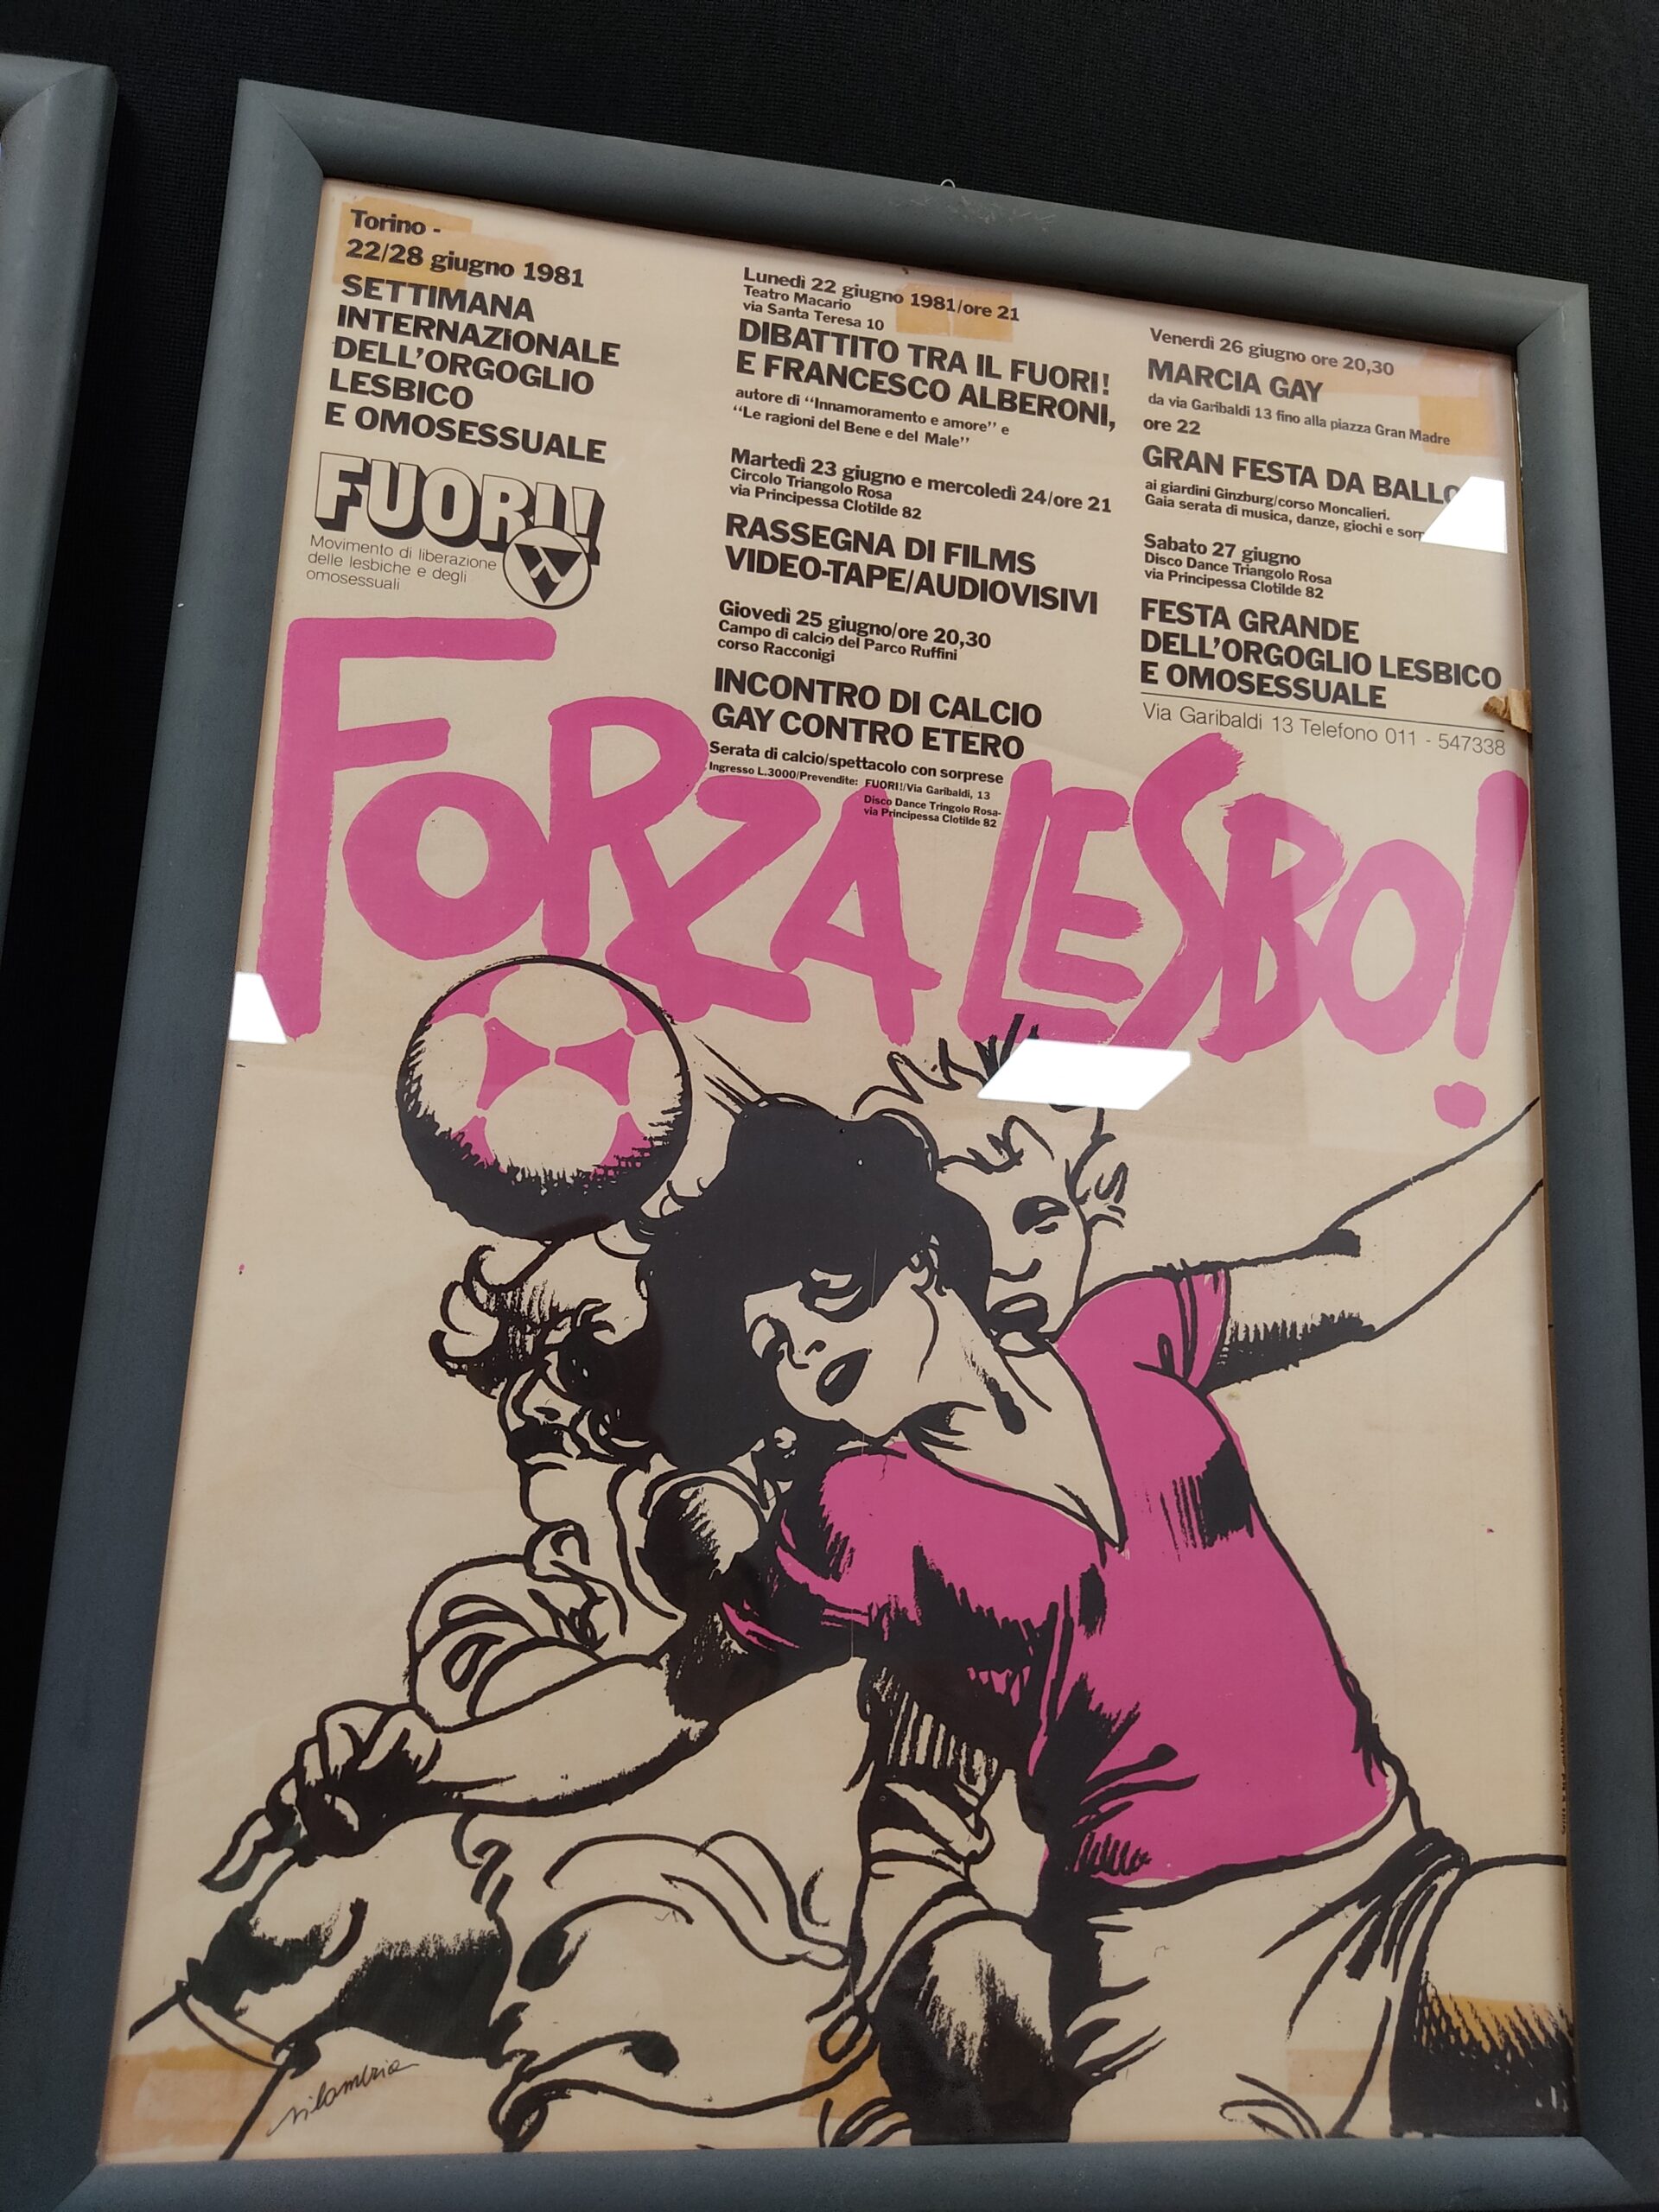 Torino -
22/28 giugno 1981
SETTIMANA
INTERNAZIONALE
DELL'ORGOGLIO
LESBICO
E OMOSESSUALE
FUORI!!
Movimento di liberazione
delle lesbiche e degli
omosessuali
Lunedì 22 giugno 1981/ore 21
Teatro Macario
via Santa Teresa 10
DIBATTITO TRA IL FUORI!
E FRANCESCO ALBERONI,
autore di "Innamoramento e amore" e
"Le ragioni del Bene e del Male"
Martedì 23 giugno e mercoledì 24/ore 21
Circolo Triangolo Rosa
via Principessa Clotilde 82
RASSEGNA DI FILMS
VIDEO-TAPE/AUDIOVISIVI
Giovedì 25 giugno/ore 20,30
Campo di calcio del Parco Ruffini
corso Racconigi
INCONTRO DI CALCIO
GAY CONTRO ETERO
Serata di calcio/spettacolo con sorprese
Ingresso L.3000/Prevendite: FUORI!/Via Garibaldi, 13
Disco Dance Tringolo Rosa-
via Principessa Clotilde 82
Venerdì 26 giugno ore 20,30
MARCIA GAY
da via Garibaldi 13 fino alla piazza Gran Madre
ore 22
GRAN FESTA DA BALLO
ai giardini Ginzburg/corso Moncalieri.
Gaia serata di musica, danze, giochi e
Sabato 27 giugno
Disco Dance Triangolo Rosa
via Principessa Clotilde 82
FESTA GRANDE
DELL'ORGOGLIO LESBICO
E OMOSESSUALE
Via Garibaldi 13 Telefono 011 - 547338
FORZA LESBO!